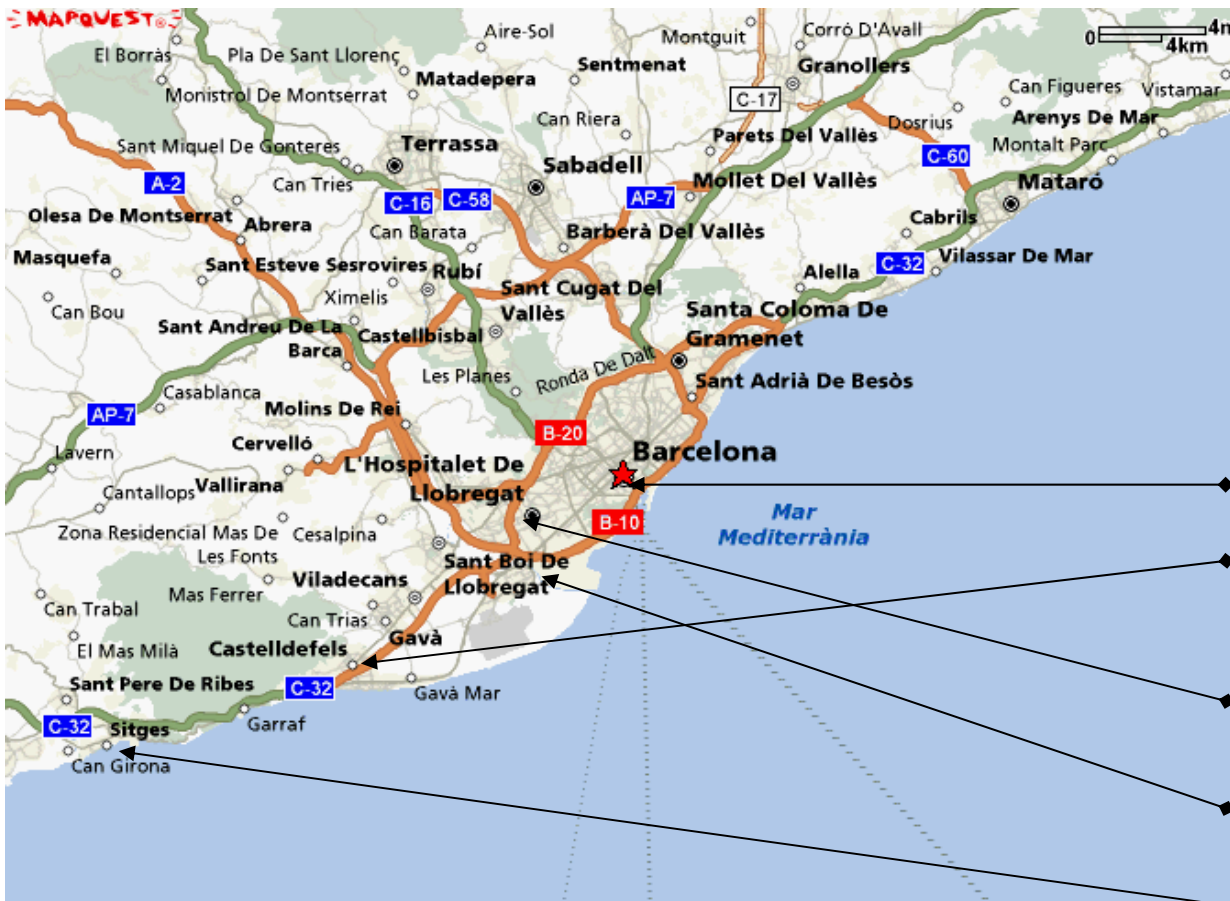 MAPQUEST
El Borràs
Pla De Sant Llorenç
Aire-Sol
Montguit
Corró D'Avall
0
4m
4km
Matadepera
Sentmenat
Granollers
Monistrol De Montserrat
C-17
Can Figueres
Vistamar
Can Riera
Dosrius
Arenys De Mar
Sant Miquel De Gonteres
Terrassa
Parets Del Vallès
Montalt Parc
Sabadell
C-60
A-2
Can Tries
C-16
C-58
AP-7
Mollet Del Vallès
Mataró
Olesa De Montserrat
Abrera
Can Barata
Barberà Del Vallès
Cabrils
Masquefa
Sant Esteve Sesrovires
Rubí
Alella
C-32
Vilassar De Mar
Can Bou
Ximelis
Sant Cugat Del
Vallès
Santa Coloma De
Gramenet
Sant Andreu De La
Barca
Castellbisbal
Ronda De Dalt
Les Planes
Sant Adrià De Besòs
Casablanca
AP-7
Molins De Rei
B-20
Lavern
Cervelló
Barcelona
L'Hospitalet De
Llobregat
Cantallops
Vallirana
Zona Residencial Mas De
Les Fonts
Cesalpina
B-10
Mar
Mediterrània
Sant Boi De
Llobregat
Viladecans
Mas Ferrer
Can Trabal
Can Trias
Gavà
El Mas Milà
Castelldefels
Sant Pere De Ribes
C-32
Gavà Mar
C-32
Sitges
Garraf
Can Girona